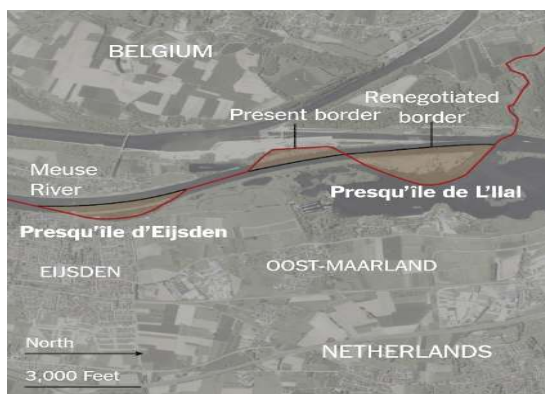 BELGIUM
Renegotiated
border
Present border
Meuse
River
Presqu'île de L'Ilal
Presqu'île d'Eijsden
EIJSDEN
OOST-MAARLAND
North
NETHERLANDS
3,000 Feet